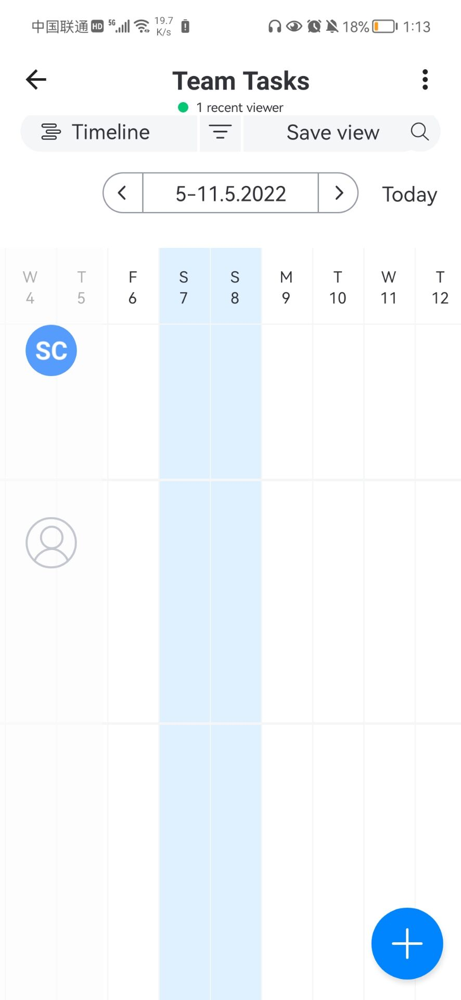 中国联通 HD 5G 19.7 K/s 18% 1:13
Team Tasks
1 recent viewer
Timeline Save view
5-11.5.2022 Today
W T F S S M T W T
4 5 6 7 8 9 10 11 12
SC